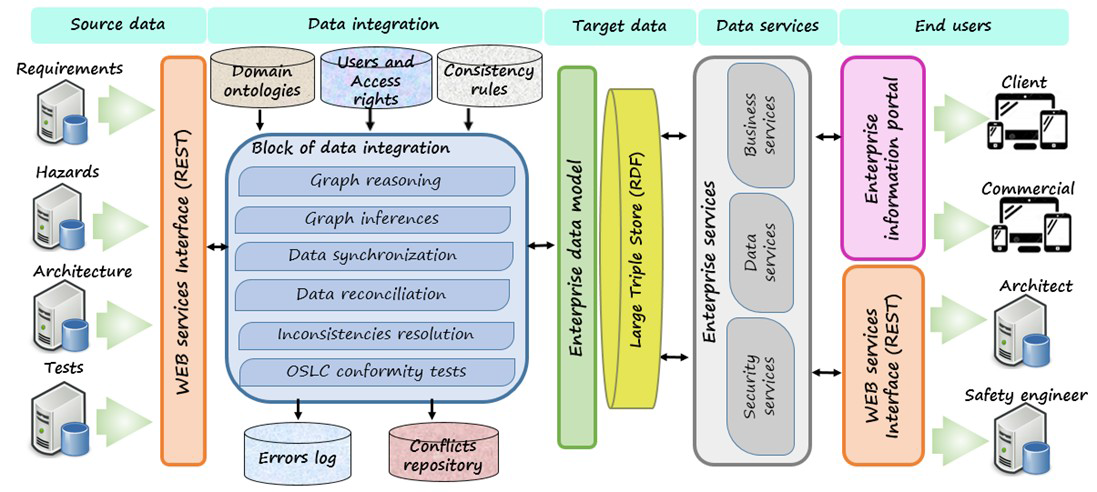 Source data
Data integration
Target data
Data services
End users
Requirements
Hazards
Architecture
Tests
WEB services Interface (REST)
Domain
ontologies
Users and
Access
rights
Consistency
rules
Block of data integration
Graph reasoning
Graph inferences
Data synchronization
Data reconciliation
Inconsistencies resolution
OSLC conformity tests
Errors log
Conflicts
repository
Enterprise data model
Large Triple Store (RDF)
Enterprise services
Business
services
Data
services
Security
services
Enterprise
information portal
WEB services
Interface (REST)
Client
Commercial
Architect
Safety engineer